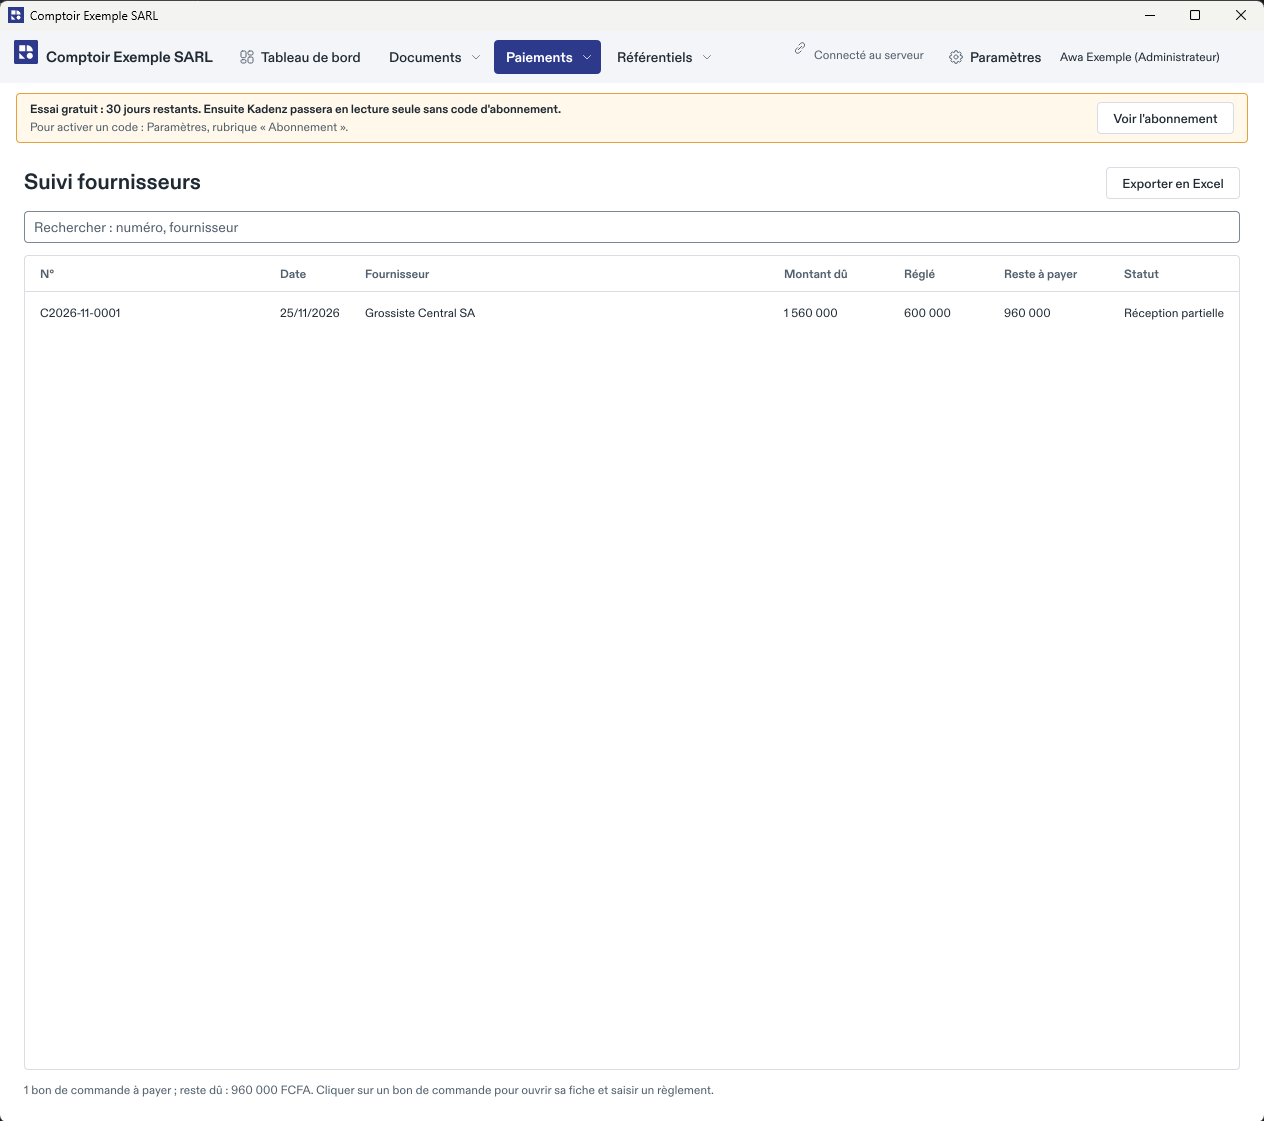 Comptoir Exemple SARL
Comptoir Exemple SARL
Tableau de bord
Documents
Paiements
Référentiels
Connecté au serveur
Paramètres
Awa Exemple (Administrateur)
Essai gratuit : 30 jours restants. Ensuite Kadenz passera en lecture seule sans code d'abonnement.
Pour activer un code : Paramètres, rubrique « Abonnement ».
Voir l'abonnement
Suivi fournisseurs
Exporter en Excel
Rechercher : numéro, fournisseur
N° Date Fournisseur Montant dû Réglé Reste à payer Statut
C2026-11-0001 25/11/2026 Grossiste Central SA 1 560 000 600 000 960 000 Réception partielle
1 bon de commande à payer ; reste dû : 960 000 FCFA. Cliquer sur un bon de commande pour ouvrir sa fiche et saisir un règlement.